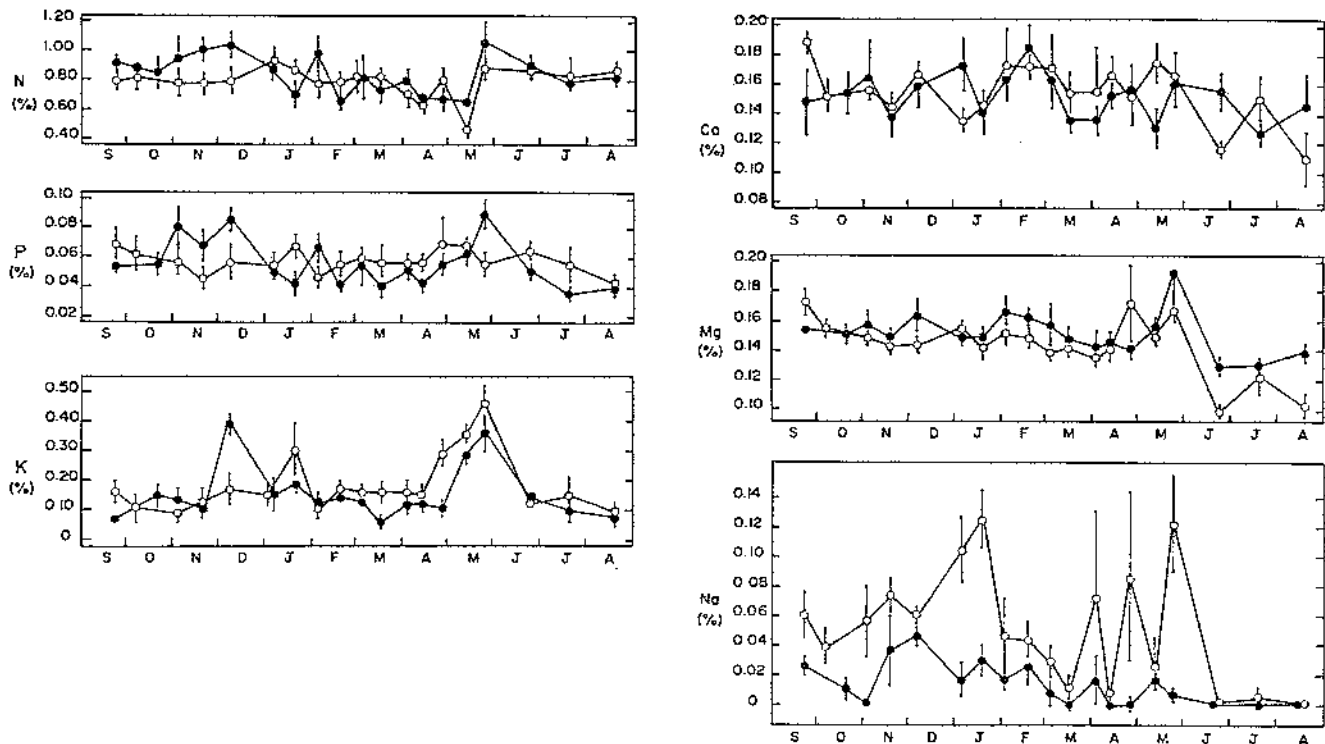 1.20
1.00
N 0.80
(%) 0.60
0.40
S O N D J F M A M J J A
0.10
0.08
P 0.06
(%) 0.04
0.02
S O N D J F M A M J J A
0.50
0.40
0.30
K 0.20
(%) 0.10
0
S O N D J F M A M J J A
0.20
0.18
0.16
0.14
Ca 0.12
(%) 0.10
0.08
S O N D J F M A M J J A
0.20
0.18
0.16
Mg 0.14
(%) 0.12
0.10
S O N D J F M A M J J A
0.14
0.12
0.10
0.08
Na 0.06
(%) 0.04
0.02
0
S O N D J F M A M J J A